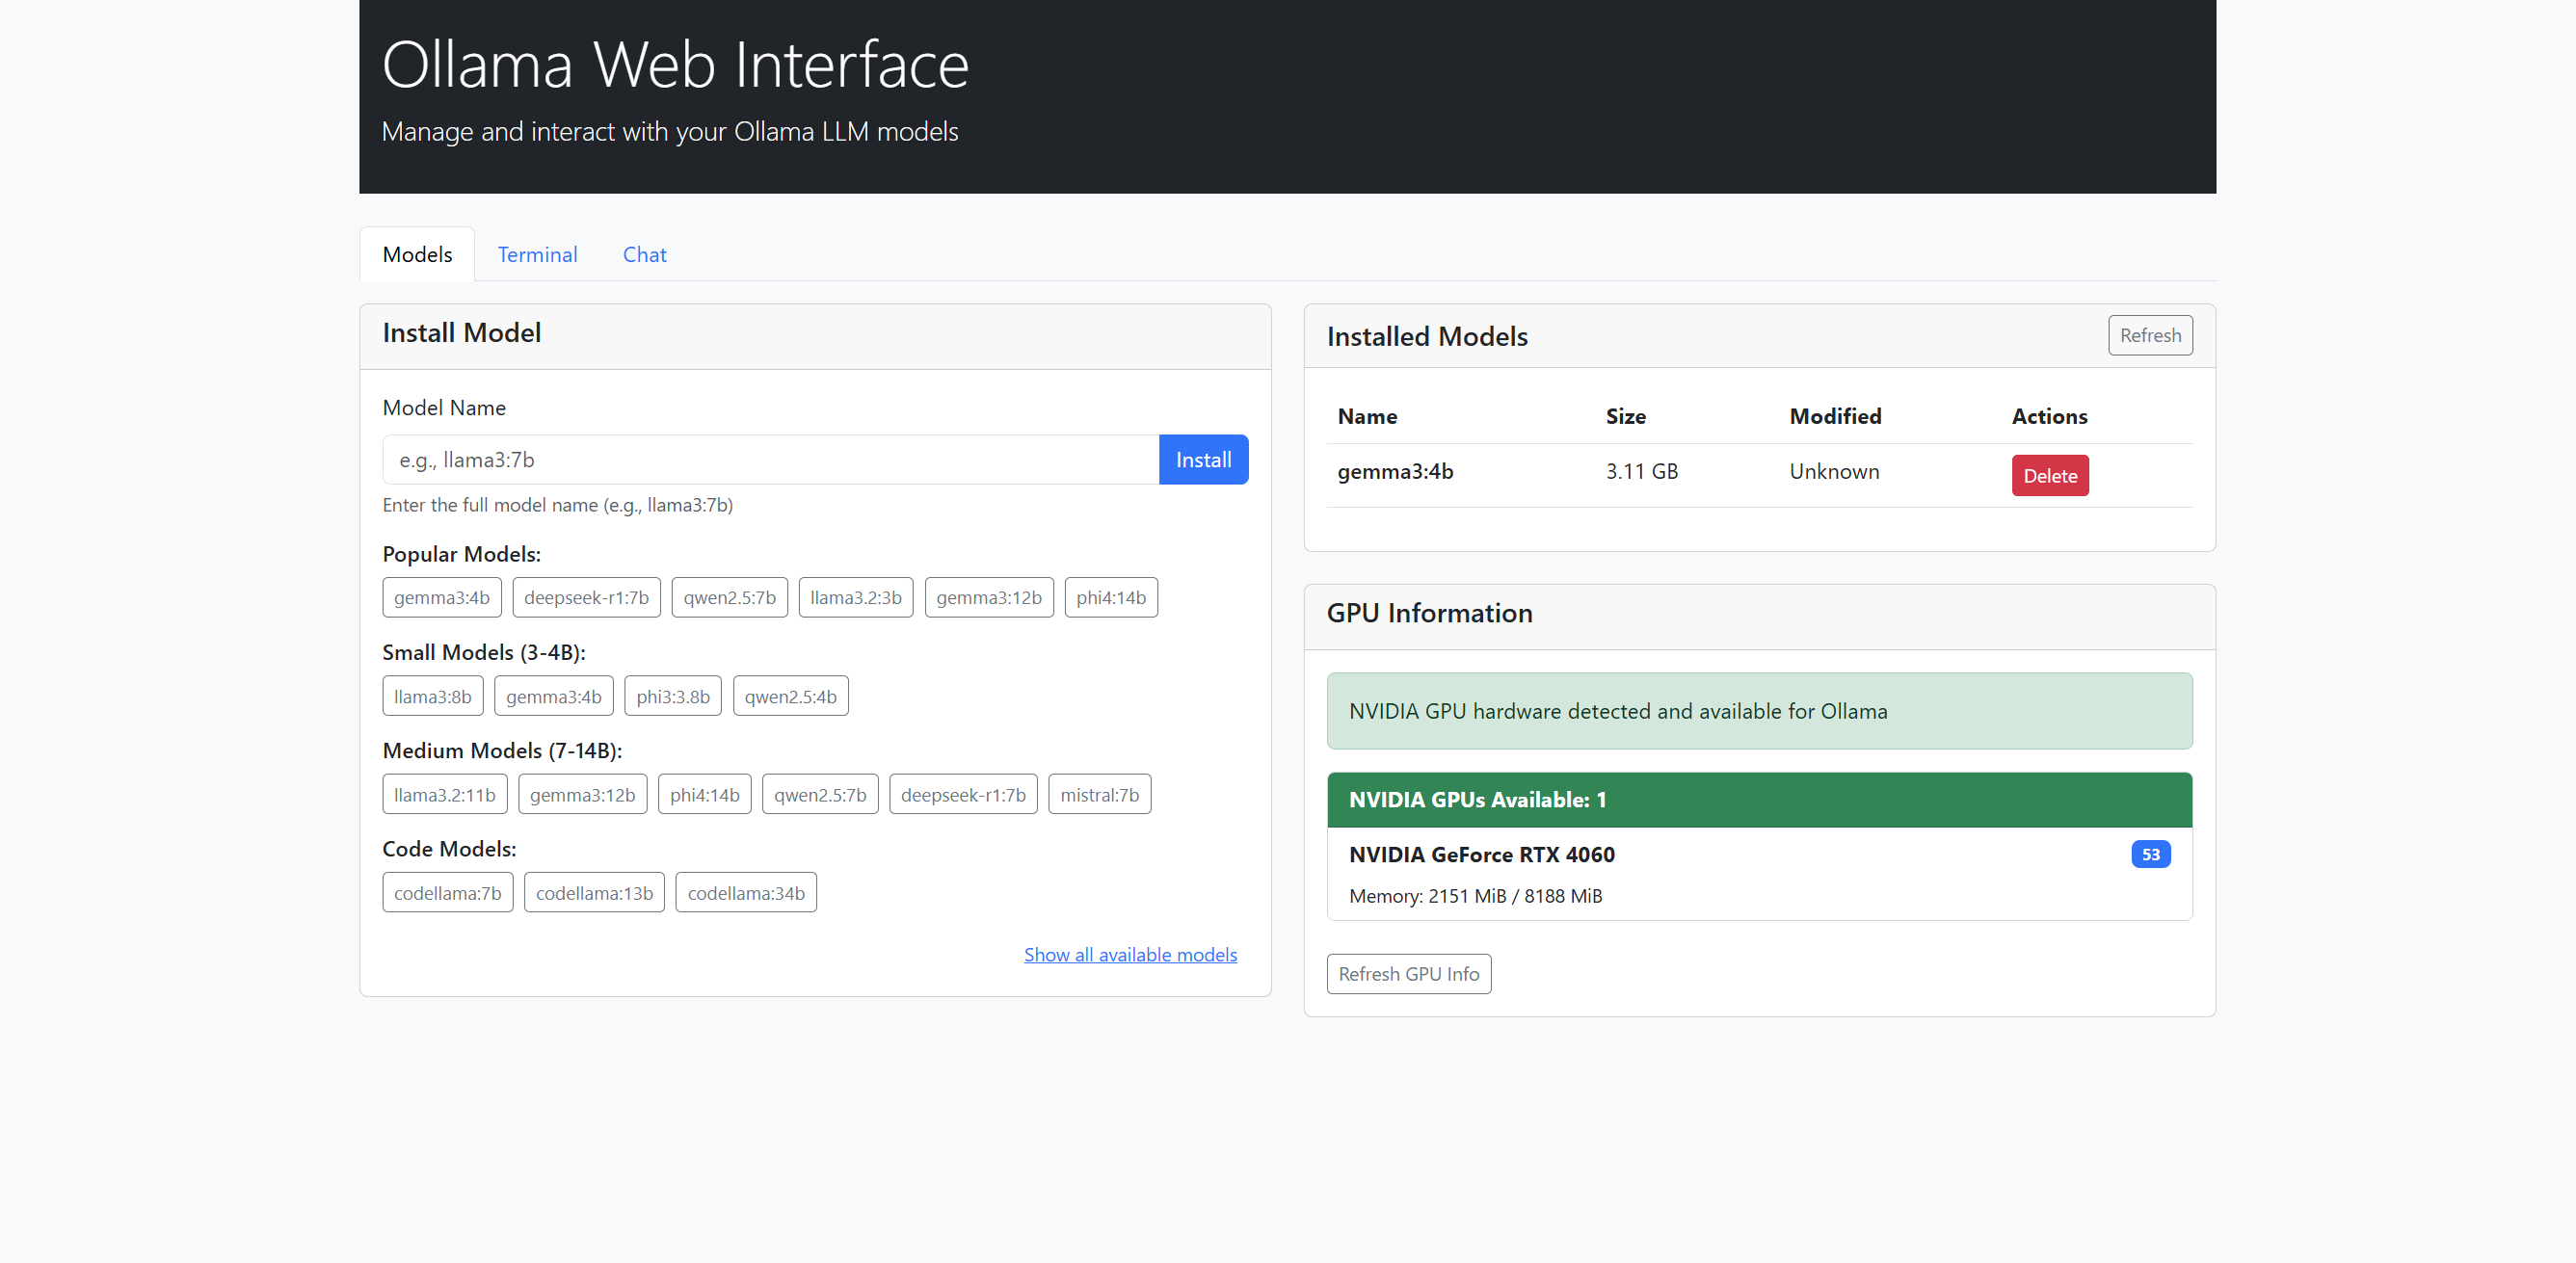 Ollama Web Interface
Manage and interact with your Ollama LLM models
Models Terminal Chat
Install Model
Model Name
e.g., llama3:7b Install
Enter the full model name (e.g., llama3:7b)
Popular Models:
gemma3:4b deepseek-r1:7b qwen2.5:7b llama3.2:3b gemma3:12b phi4:14b
Small Models (3-4B):
llama3:8b gemma3:4b phi3:3.8b qwen2.5:4b
Medium Models (7-14B):
llama3.2:11b gemma3:12b phi4:14b qwen2.5:7b deepseek-r1:7b mistral:7b
Code Models:
codellama:7b codellama:13b codellama:34b
Show all available models
Installed Models Refresh
Name Size Modified Actions
gemma3:4b 3.11 GB Unknown Delete
GPU Information
NVIDIA GPU hardware detected and available for Ollama
NVIDIA GPUs Available: 1
NVIDIA GeForce RTX 4060 53
Memory: 2151 MiB / 8188 MiB
Refresh GPU Info